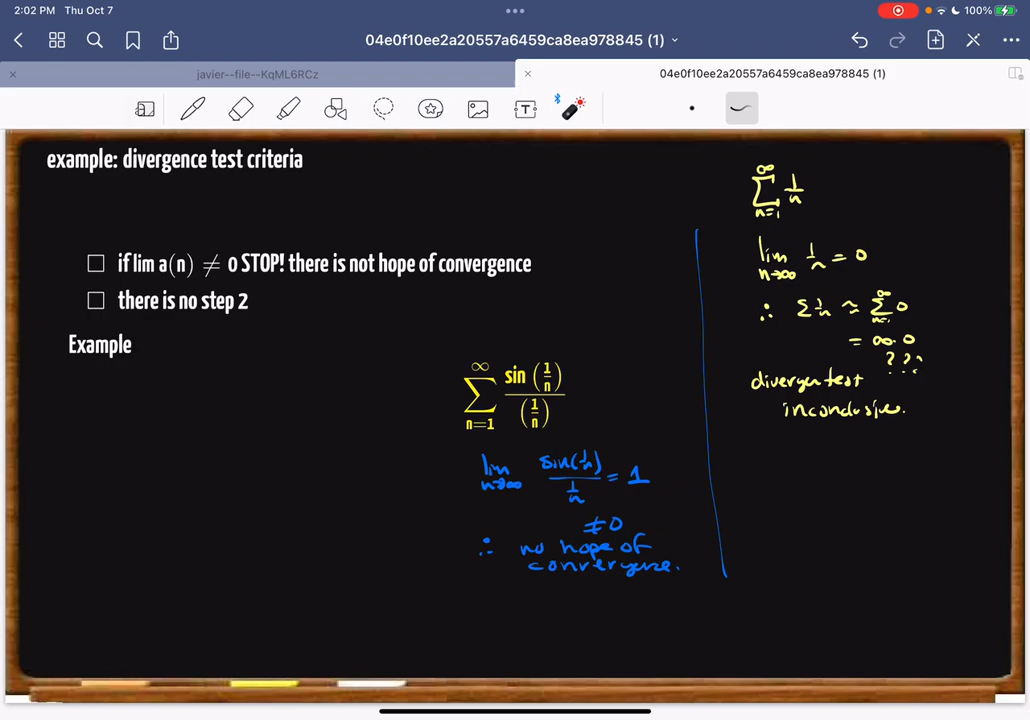 2:02 PM Thu Oct 7
100%
04e0f10ee2a20557a6459ca8ea978845 (1)
javier--file--KqML6RCz
04e0f10ee2a20557a6459ca8ea978845 (1)
example: divergence test criteria
☐ if lim a(n) ≠ 0 STOP! there is not hope of convergence
☐ there is no step 2
Example
∑_{n=1}^{∞} sin(1/n) / (1/n)
lim_{n→∞} sin(1/n) / (1/n) = 1
≠ 0
∴ no hope of
convergence.
∑_{n=1}^{∞} 1/n
lim_{n→∞} 1/n = 0
∴ ∑ 1/n ≈ ∑_{n=1}^{∞} 0
= ∞·0
???
divergen test
inconclusive.